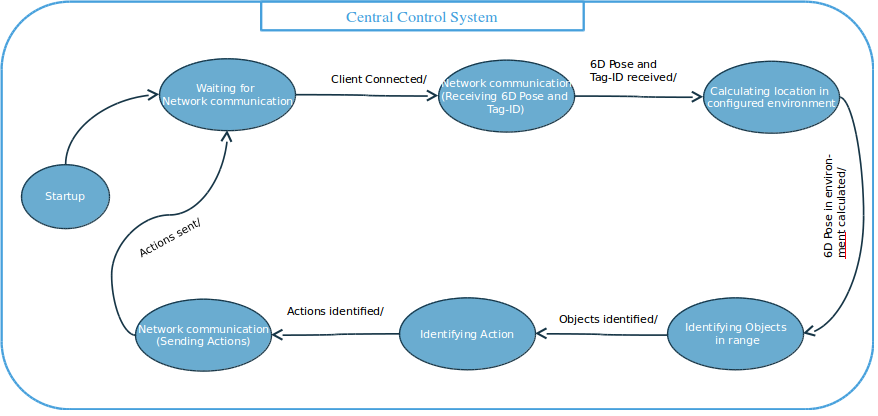 Central Control System
Waiting for
Network communication
Client Connected/
Network communication
(Receiving 6D Pose and
Tag-ID)
6D Pose and
Tag-ID received/
Calculating location in
configured environment
6D Pose in environ-
ment calculated/
Startup
Actions sent/
Network communication
(Sending Actions)
Actions identified/
Identifying Action
Objects identified/
Identifying Objects
in range